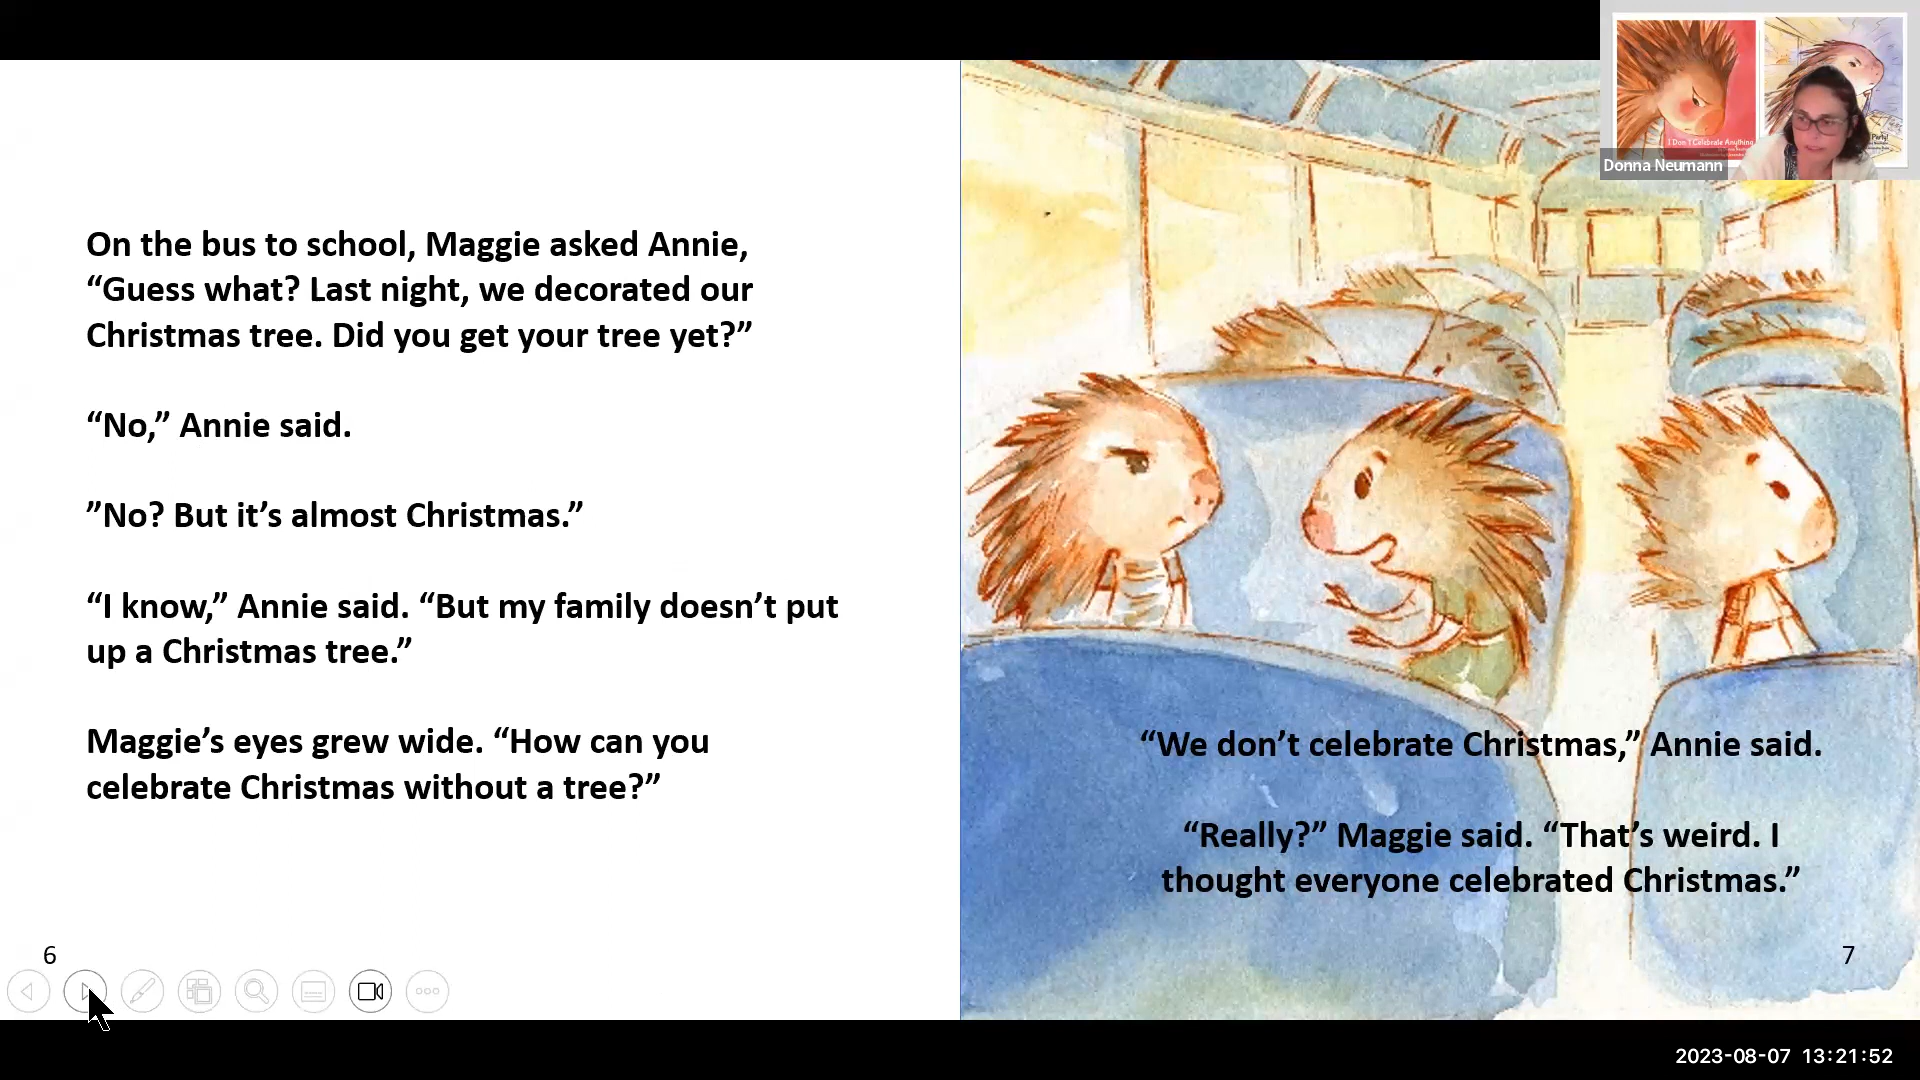 I Don't Celebrate Anything
Donna Neumann
On the bus to school, Maggie asked Annie,
“Guess what? Last night, we decorated our
Christmas tree. Did you get your tree yet?”
“No,” Annie said.
”No? But it’s almost Christmas.”
“I know,” Annie said. “But my family doesn’t put
up a Christmas tree.”
Maggie’s eyes grew wide. “How can you
celebrate Christmas without a tree?”
6
“We don’t celebrate Christmas,” Annie said.
“Really?” Maggie said. “That’s weird. I
thought everyone celebrated Christmas.”
7
2023-08-07 13:21:52